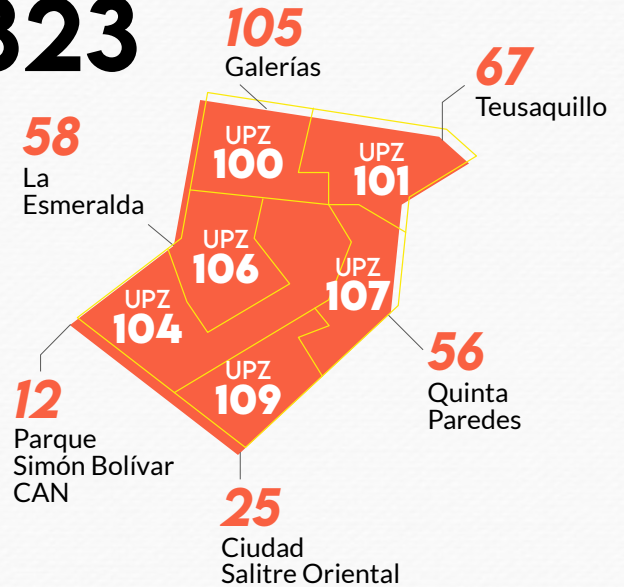 323
105
Galerías
67
Teusaquillo
58
La
Esmeralda
UPZ
100
UPZ
101
UPZ
106
UPZ
107
UPZ
104
UPZ
109
56
Quinta
Paredes
12
Parque
Simón Bolívar
CAN
25
Ciudad
Salitre Oriental